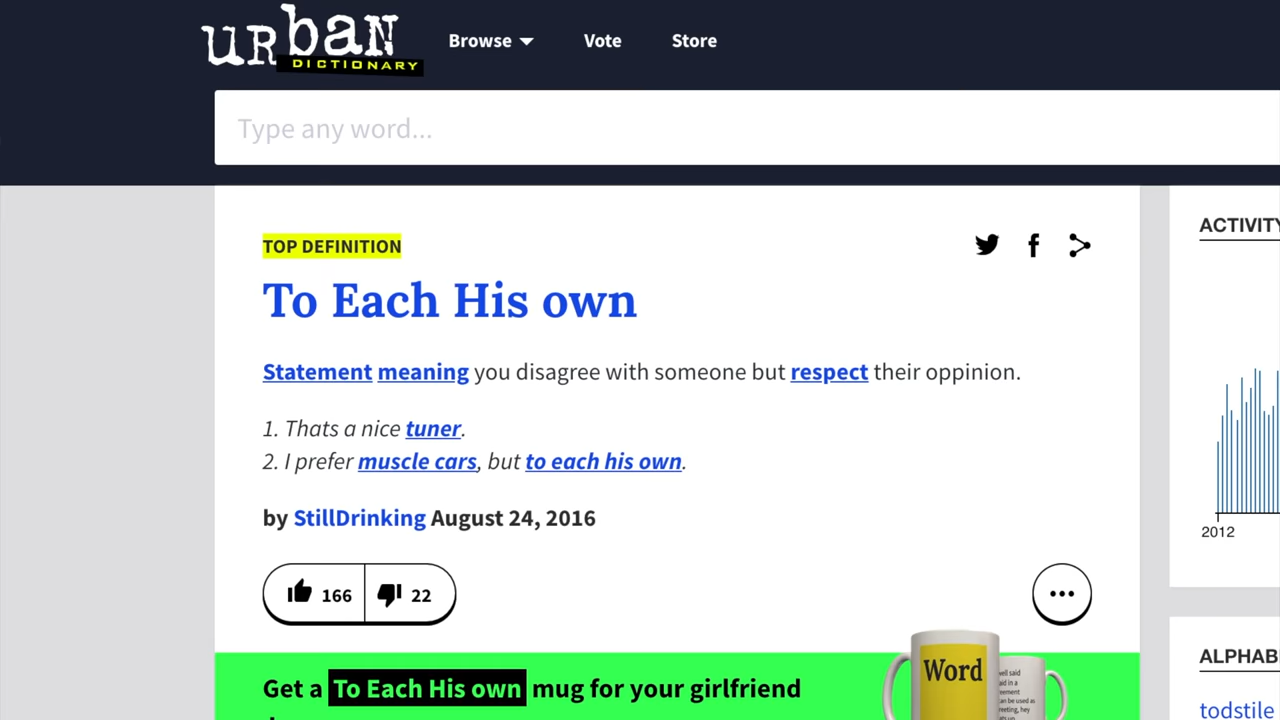 urban
DICTIONARY
Browse
Vote
Store
Type any word...
TOP DEFINITION
To Each His own
Statement meaning you disagree with someone but respect their oppinion.
1. Thats a nice tuner.
2. I prefer muscle cars, but to each his own.
by StillDrinking August 24, 2016
166
22
Get a To Each His own mug for your girlfriend
Word
ACTIVITY
2012
ALPHAB
todstile